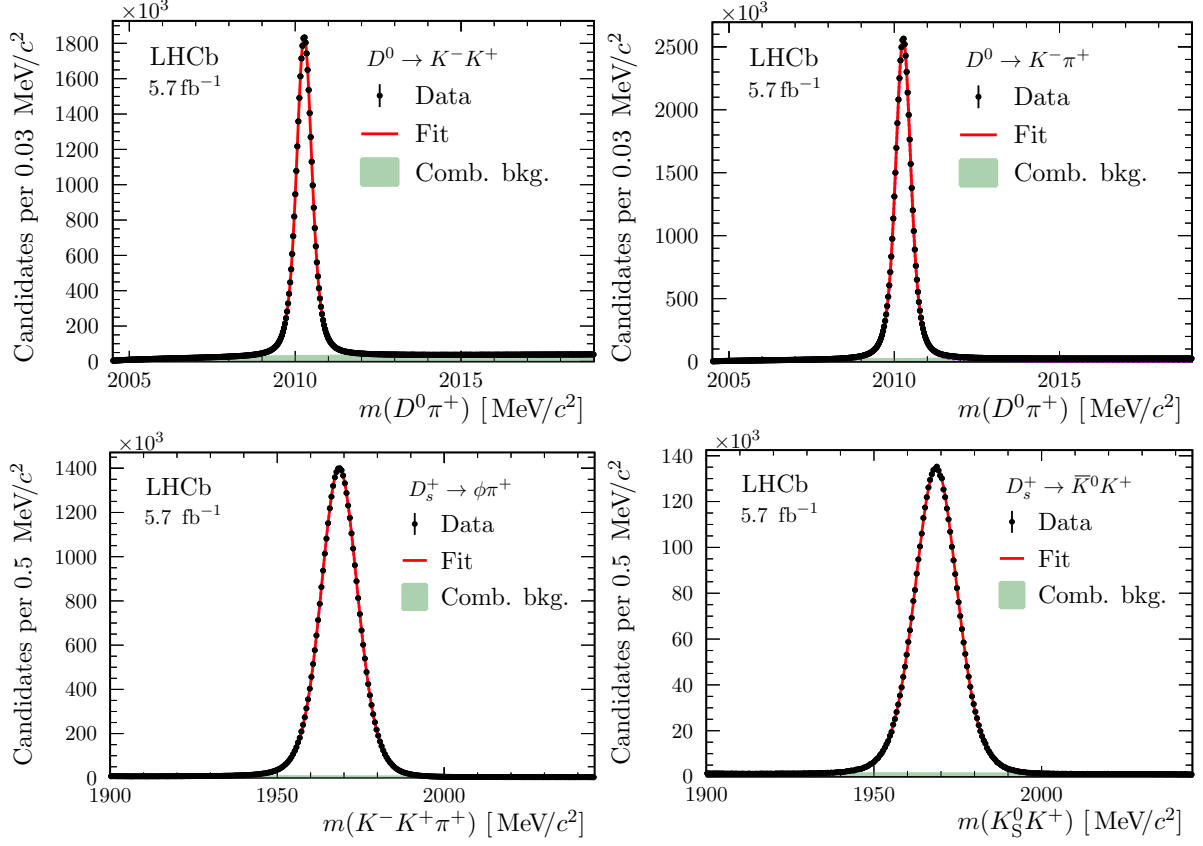 ×10³
Candidates per 0.03 MeV/c²
1800
1600
1400
1200
1000
800
600
400
200
0
LHCb
5.7 fb⁻¹
D⁰ → K⁻K⁺
Data
Fit
Comb. bkg.
2005 2010 2015
m(D⁰π⁺) [MeV/c²]
×10³
Candidates per 0.03 MeV/c²
2500
2000
1500
1000
500
0
LHCb
5.7 fb⁻¹
D⁰ → K⁻π⁺
Data
Fit
Comb. bkg.
2005 2010 2015
m(D⁰π⁺) [MeV/c²]
×10³
Candidates per 0.5 MeV/c²
1400
1200
1000
800
600
400
200
0
LHCb
5.7 fb⁻¹
Dₛ⁺ → ϕπ⁺
Data
Fit
Comb. bkg.
1900 1950 2000
m(K⁻K⁺π⁺) [MeV/c²]
×10³
Candidates per 0.5 MeV/c²
140
120
100
80
60
40
20
0
LHCb
5.7 fb⁻¹
Dₛ⁺ → K̅⁰K⁺
Data
Fit
Comb. bkg.
1900 1950 2000
m(K_S⁰K⁺) [MeV/c²]